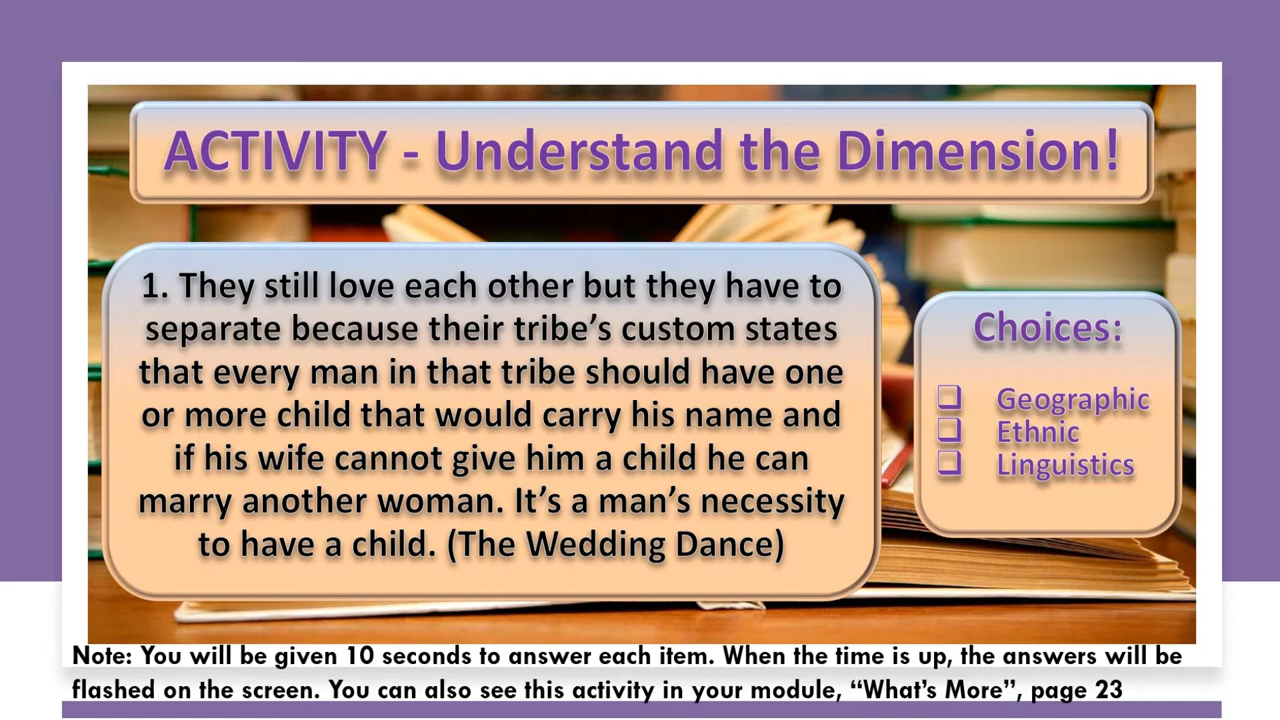 ACTIVITY - Understand the Dimension!
1. They still love each other but they have to
separate because their tribe’s custom states
that every man in that tribe should have one
or more child that would carry his name and
if his wife cannot give him a child he can
marry another woman. It’s a man’s necessity
to have a child. (The Wedding Dance)
Choices:
❑ Geographic
❑ Ethnic
❑ Linguistics
Note: You will be given 10 seconds to answer each item. When the time is up, the answers will be
flashed on the screen. You can also see this activity in your module, “What’s More”, page 23